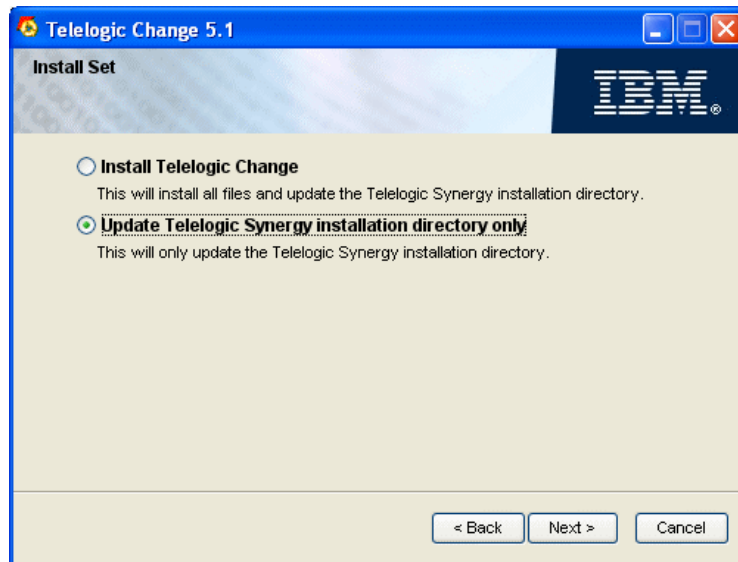 Telelogic Change 5.1
Install Set
IBM®
Install Telelogic Change
This will install all files and update the Telelogic Synergy installation directory.
Update Telelogic Synergy installation directory only
This will only update the Telelogic Synergy installation directory.
< Back Next > Cancel